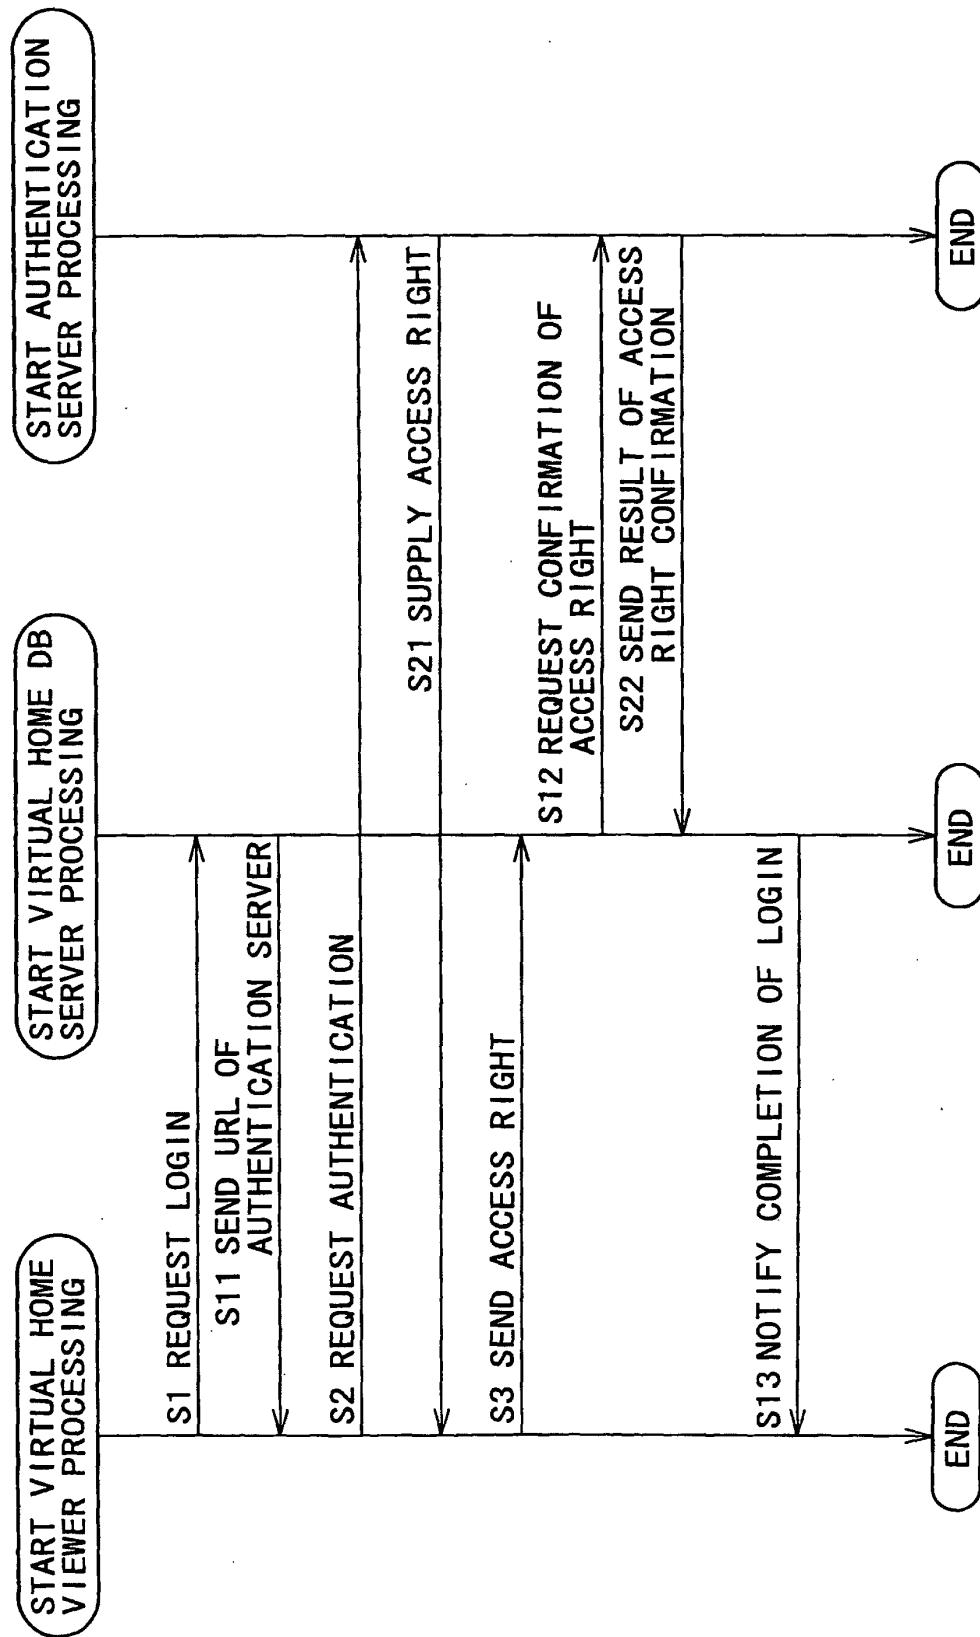 START VIRTUAL HOME
VIEWER PROCESSING
START VIRTUAL HOME DB
SERVER PROCESSING
START AUTHENTICATION
SERVER PROCESSING
S1 REQUEST LOGIN
S11 SEND URL OF
AUTHENTICATION SERVER
S2 REQUEST AUTHENTICATION
S21 SUPPLY ACCESS RIGHT
S3 SEND ACCESS RIGHT
S12 REQUEST CONFIRMATION OF
ACCESS RIGHT
S22 SEND RESULT OF ACCESS
RIGHT CONFIRMATION
S13 NOTIFY COMPLETION OF LOGIN
END
END
END